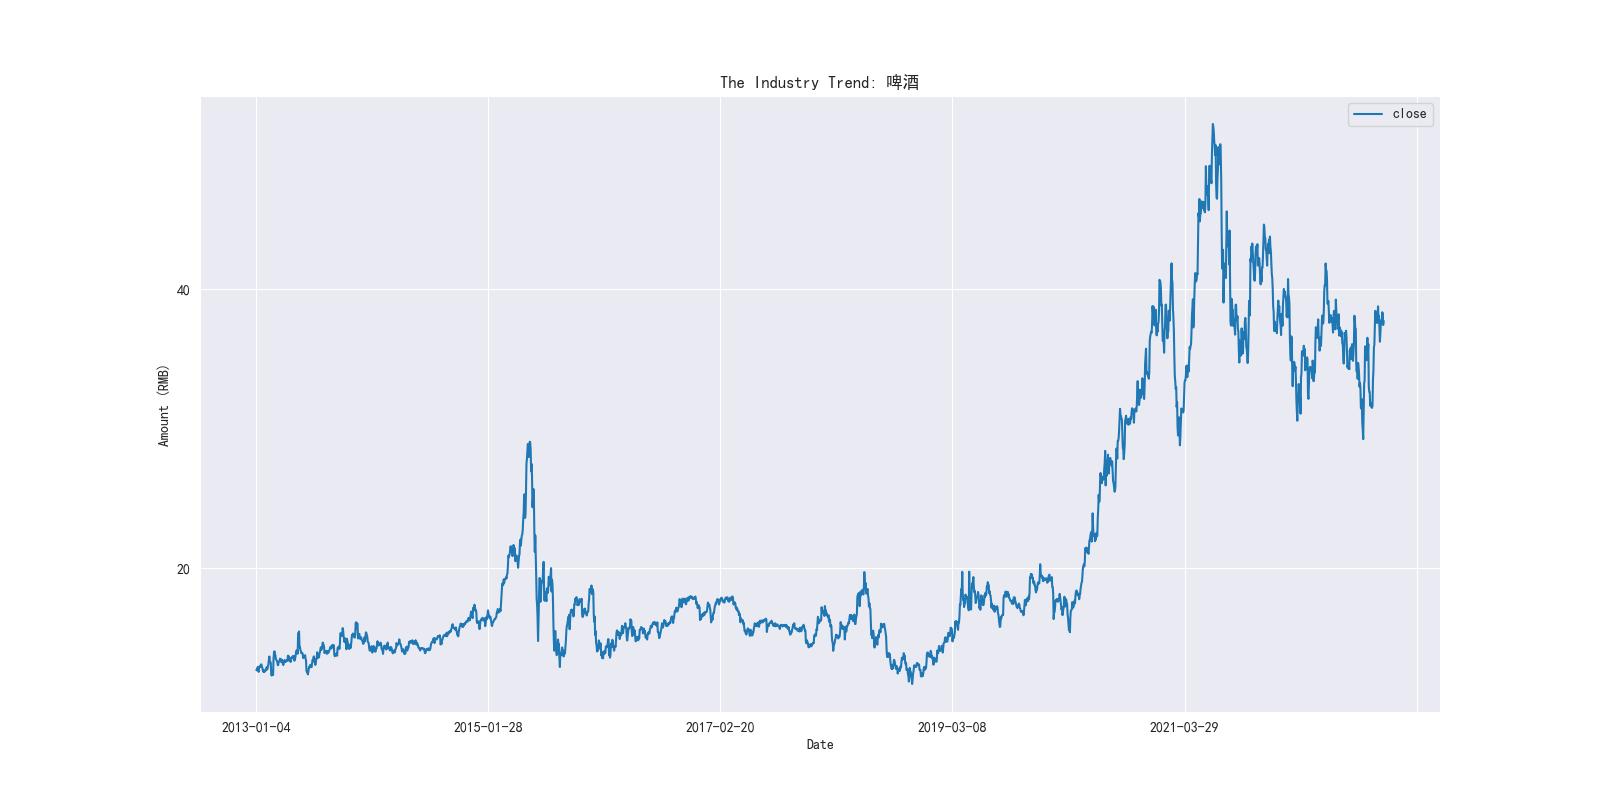 The Industry Trend: 啤酒
close
40
20
Amount (RMB)
2013-01-04
2015-01-28
2017-02-20
2019-03-08
2021-03-29
Date